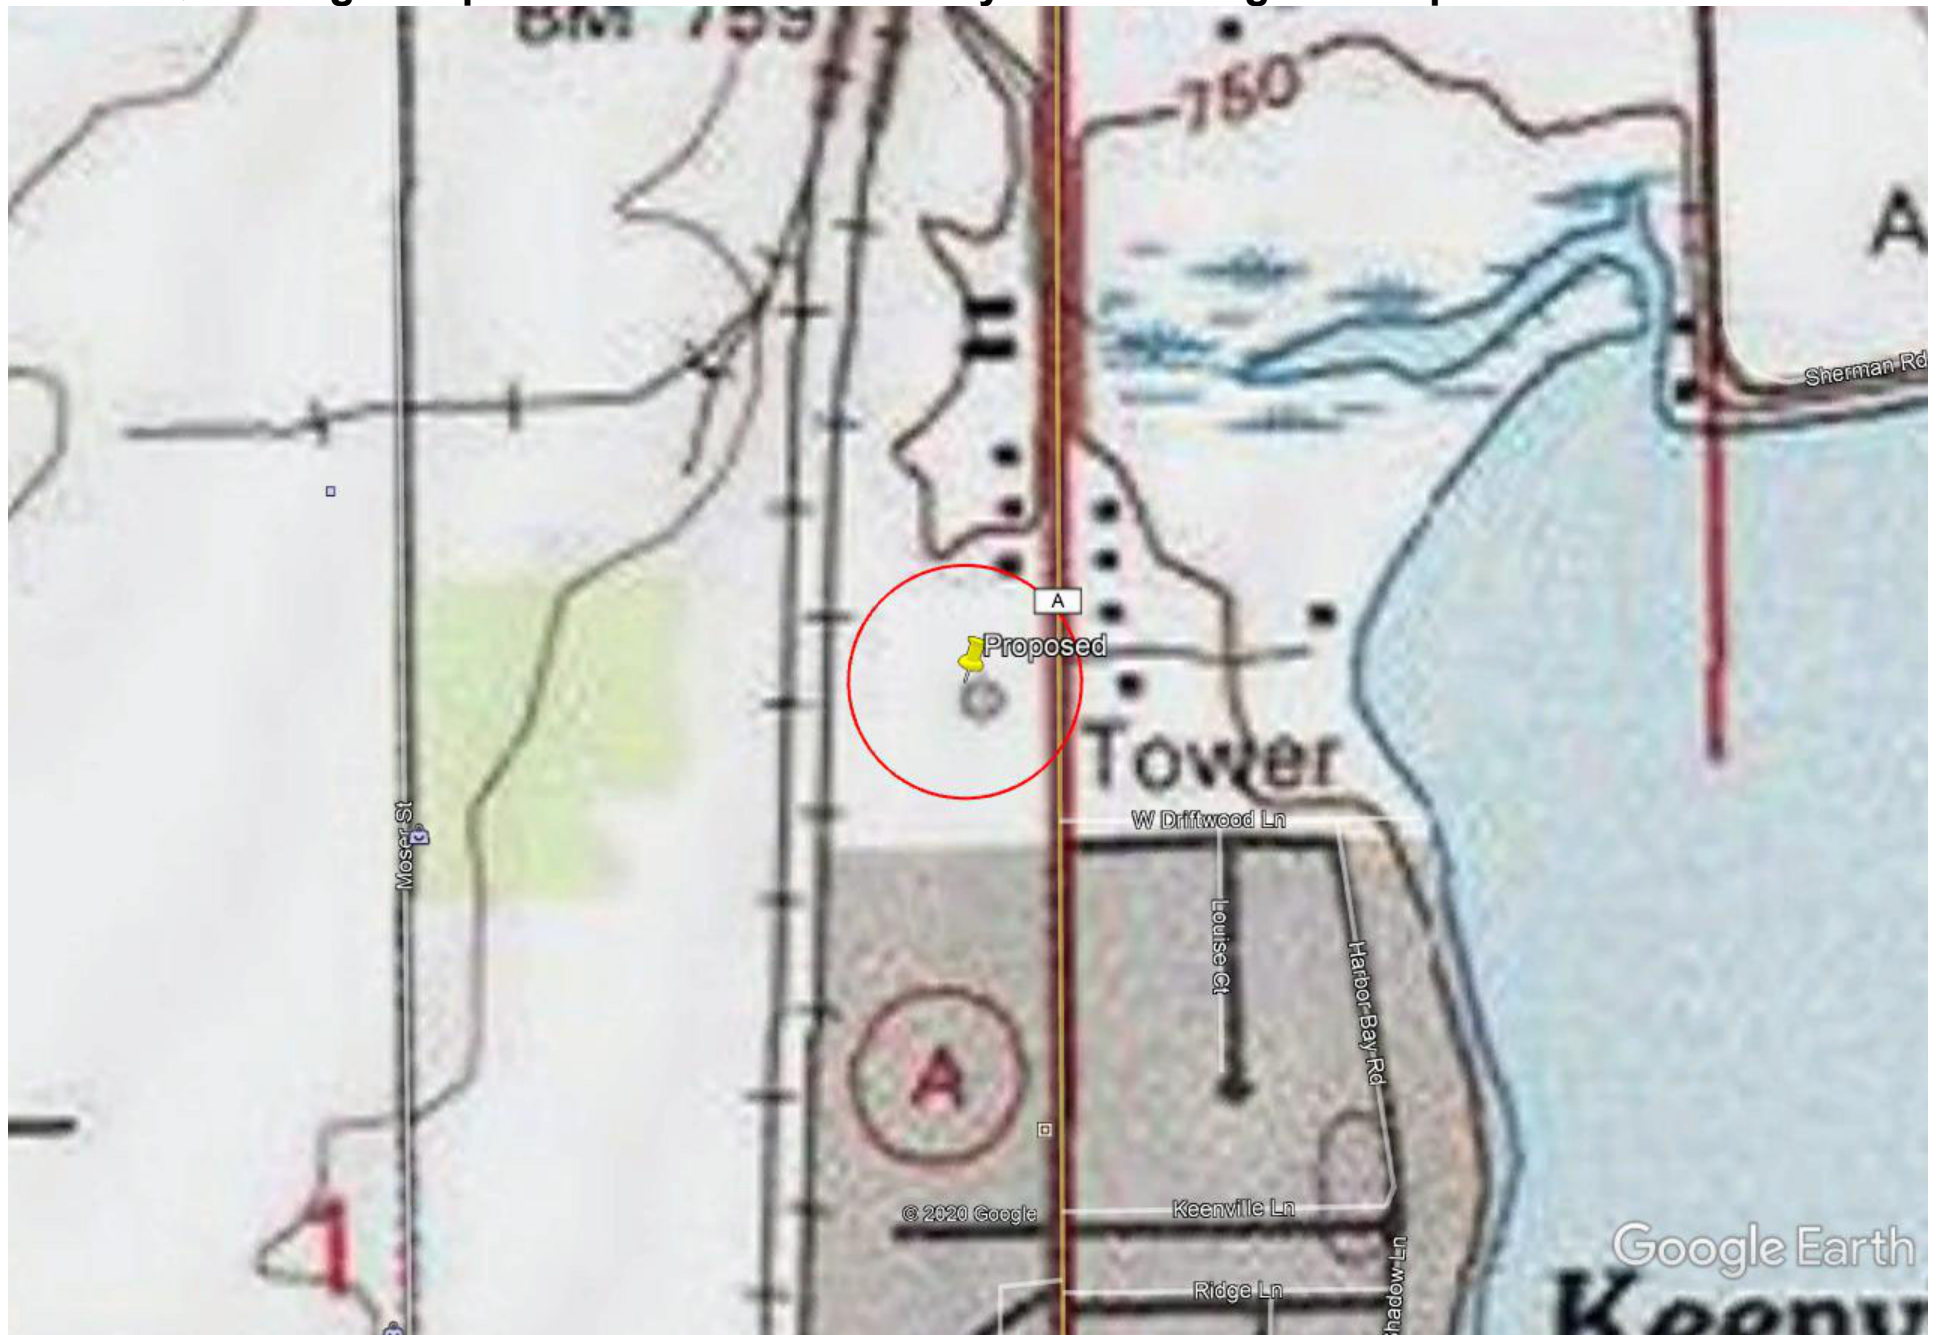 BM 759
750
A
Sherman Rd
A
Proposed
Tower
W Driftwood Ln
Moser St
Louise Ct
Harbor Bay Rd
A
© 2020 Google
Keenville Ln
Google Earth
Ridge Ln
Shadow Ln